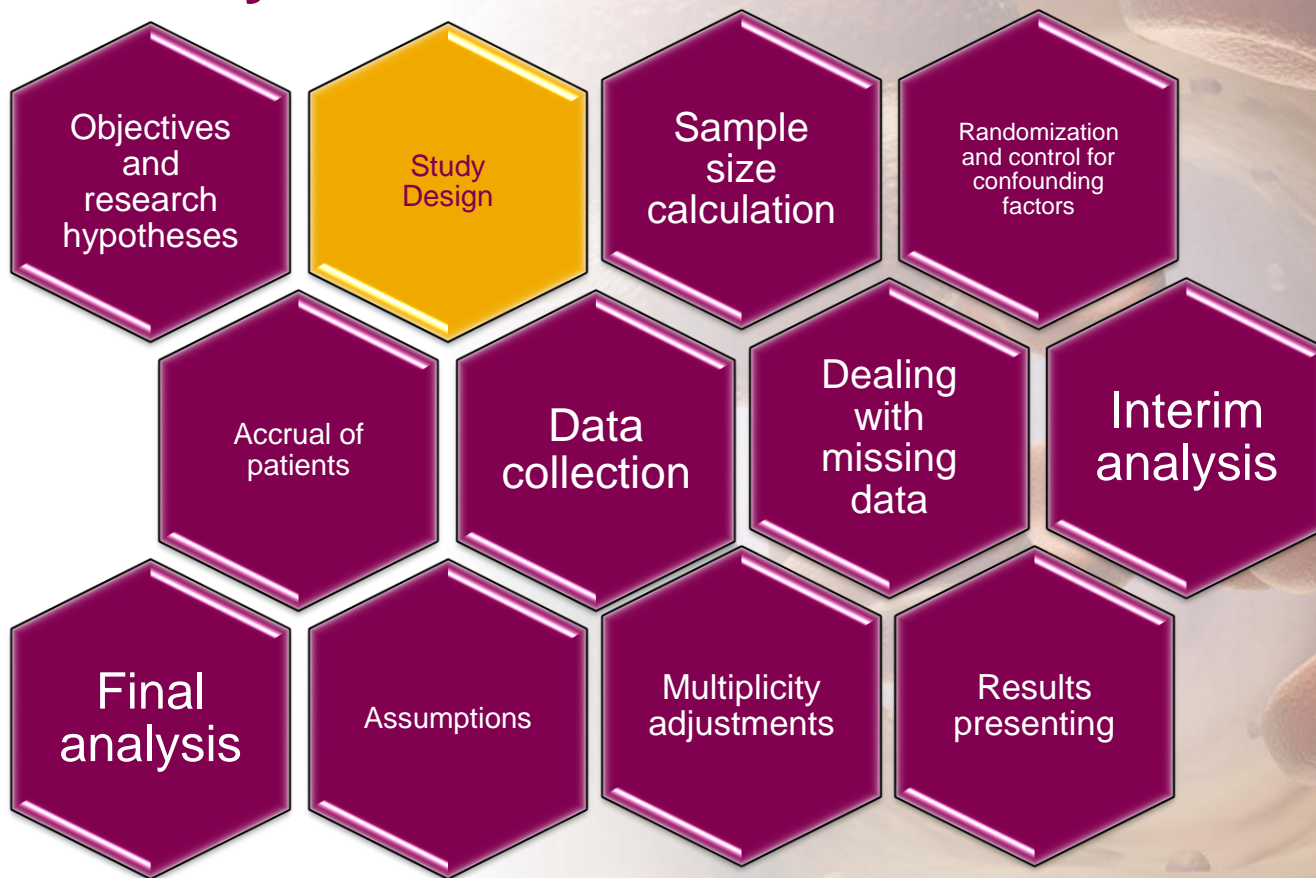 Objectives
and
research
hypotheses
Study
Design
Sample
size
calculation
Randomization
and control for
confounding
factors
Accrual of
patients
Data
collection
Dealing
with
missing
data
Interim
analysis
Final
analysis
Assumptions
Multiplicity
adjustments
Results
presenting